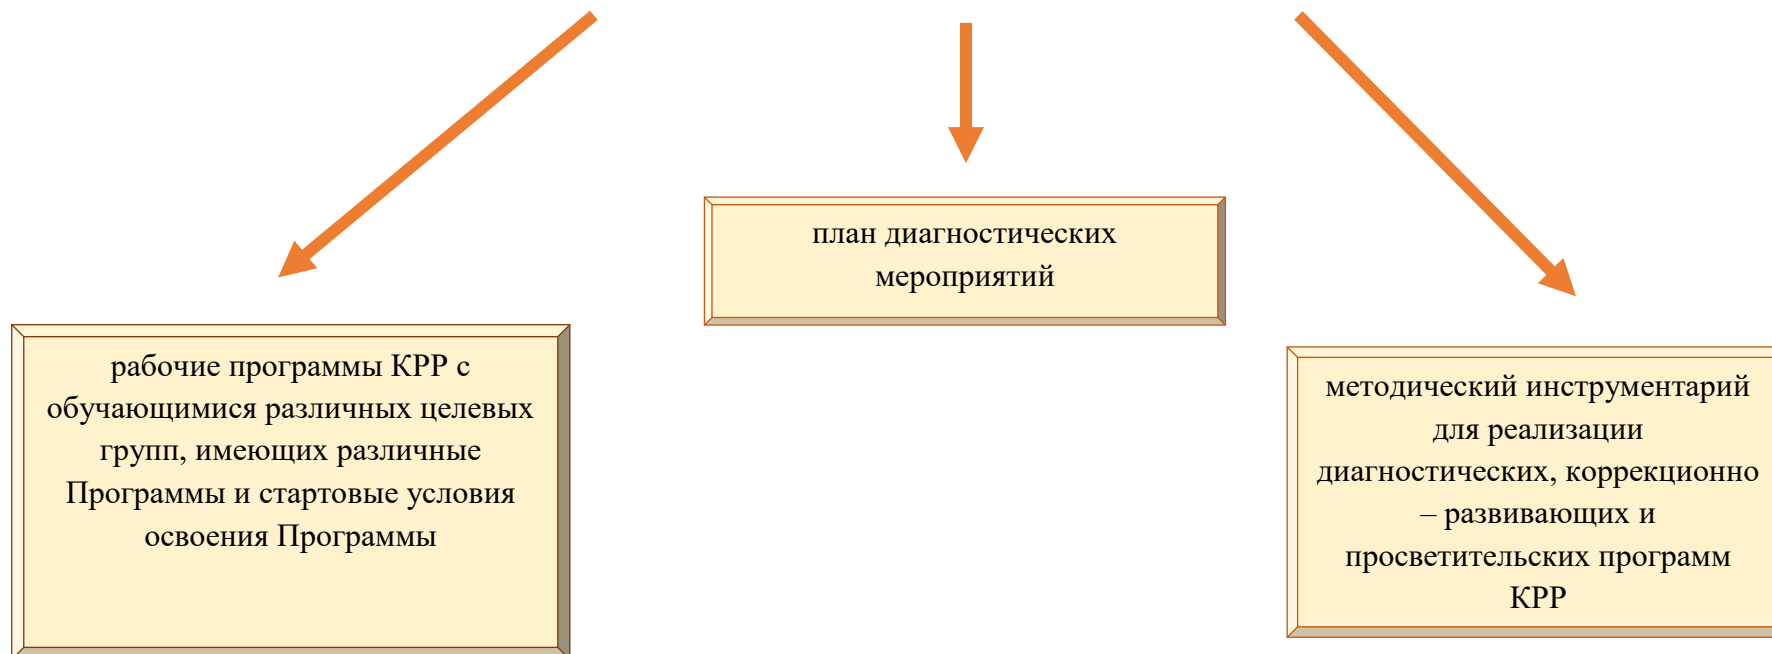 план диагностических
мероприятий
рабочие программы КРР с
обучающимися различных целевых
групп, имеющих различные
Программы и стартовые условия
освоения Программы
методический инструментарий
для реализации
диагностических, коррекционно
– развивающих и
просветительских программ
КРР